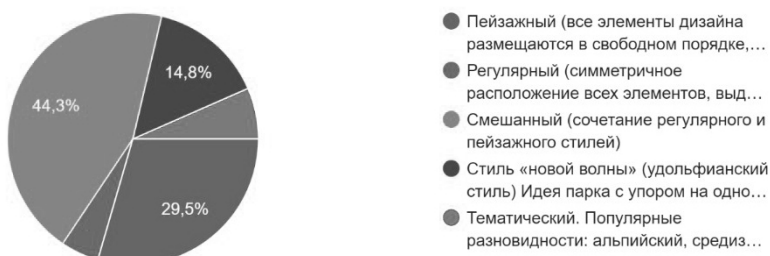 44,3%
14,8%
29,5%
Пейзажный (все элементы дизайна
размещаются в свободном порядке,...
Регулярный (симметричное
расположение всех элементов, выд...
Смешанный (сочетание регулярного и
пейзажного стилей)
Стиль «новой волны» (удольфианский
стиль) Идея парка с упором на одно...
Тематический. Популярные
разновидности: альпийский, средиз...